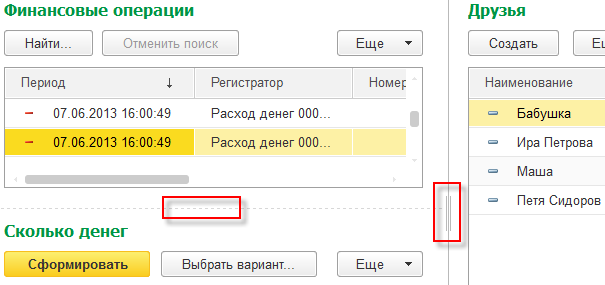 Финансовые операции
Найти...
Отменить поиск
Еще
Период ↓ Регистратор Номер
07.06.2013 16:00:49 Расход денег 000...
07.06.2013 16:00:49 Расход денег 000...
Сколько денег
Сформировать
Выбрать вариант...
Еще
Друзья
Создать
Ещ
Наименование
Бабушка
Ира Петрова
Маша
Петя Сидоров